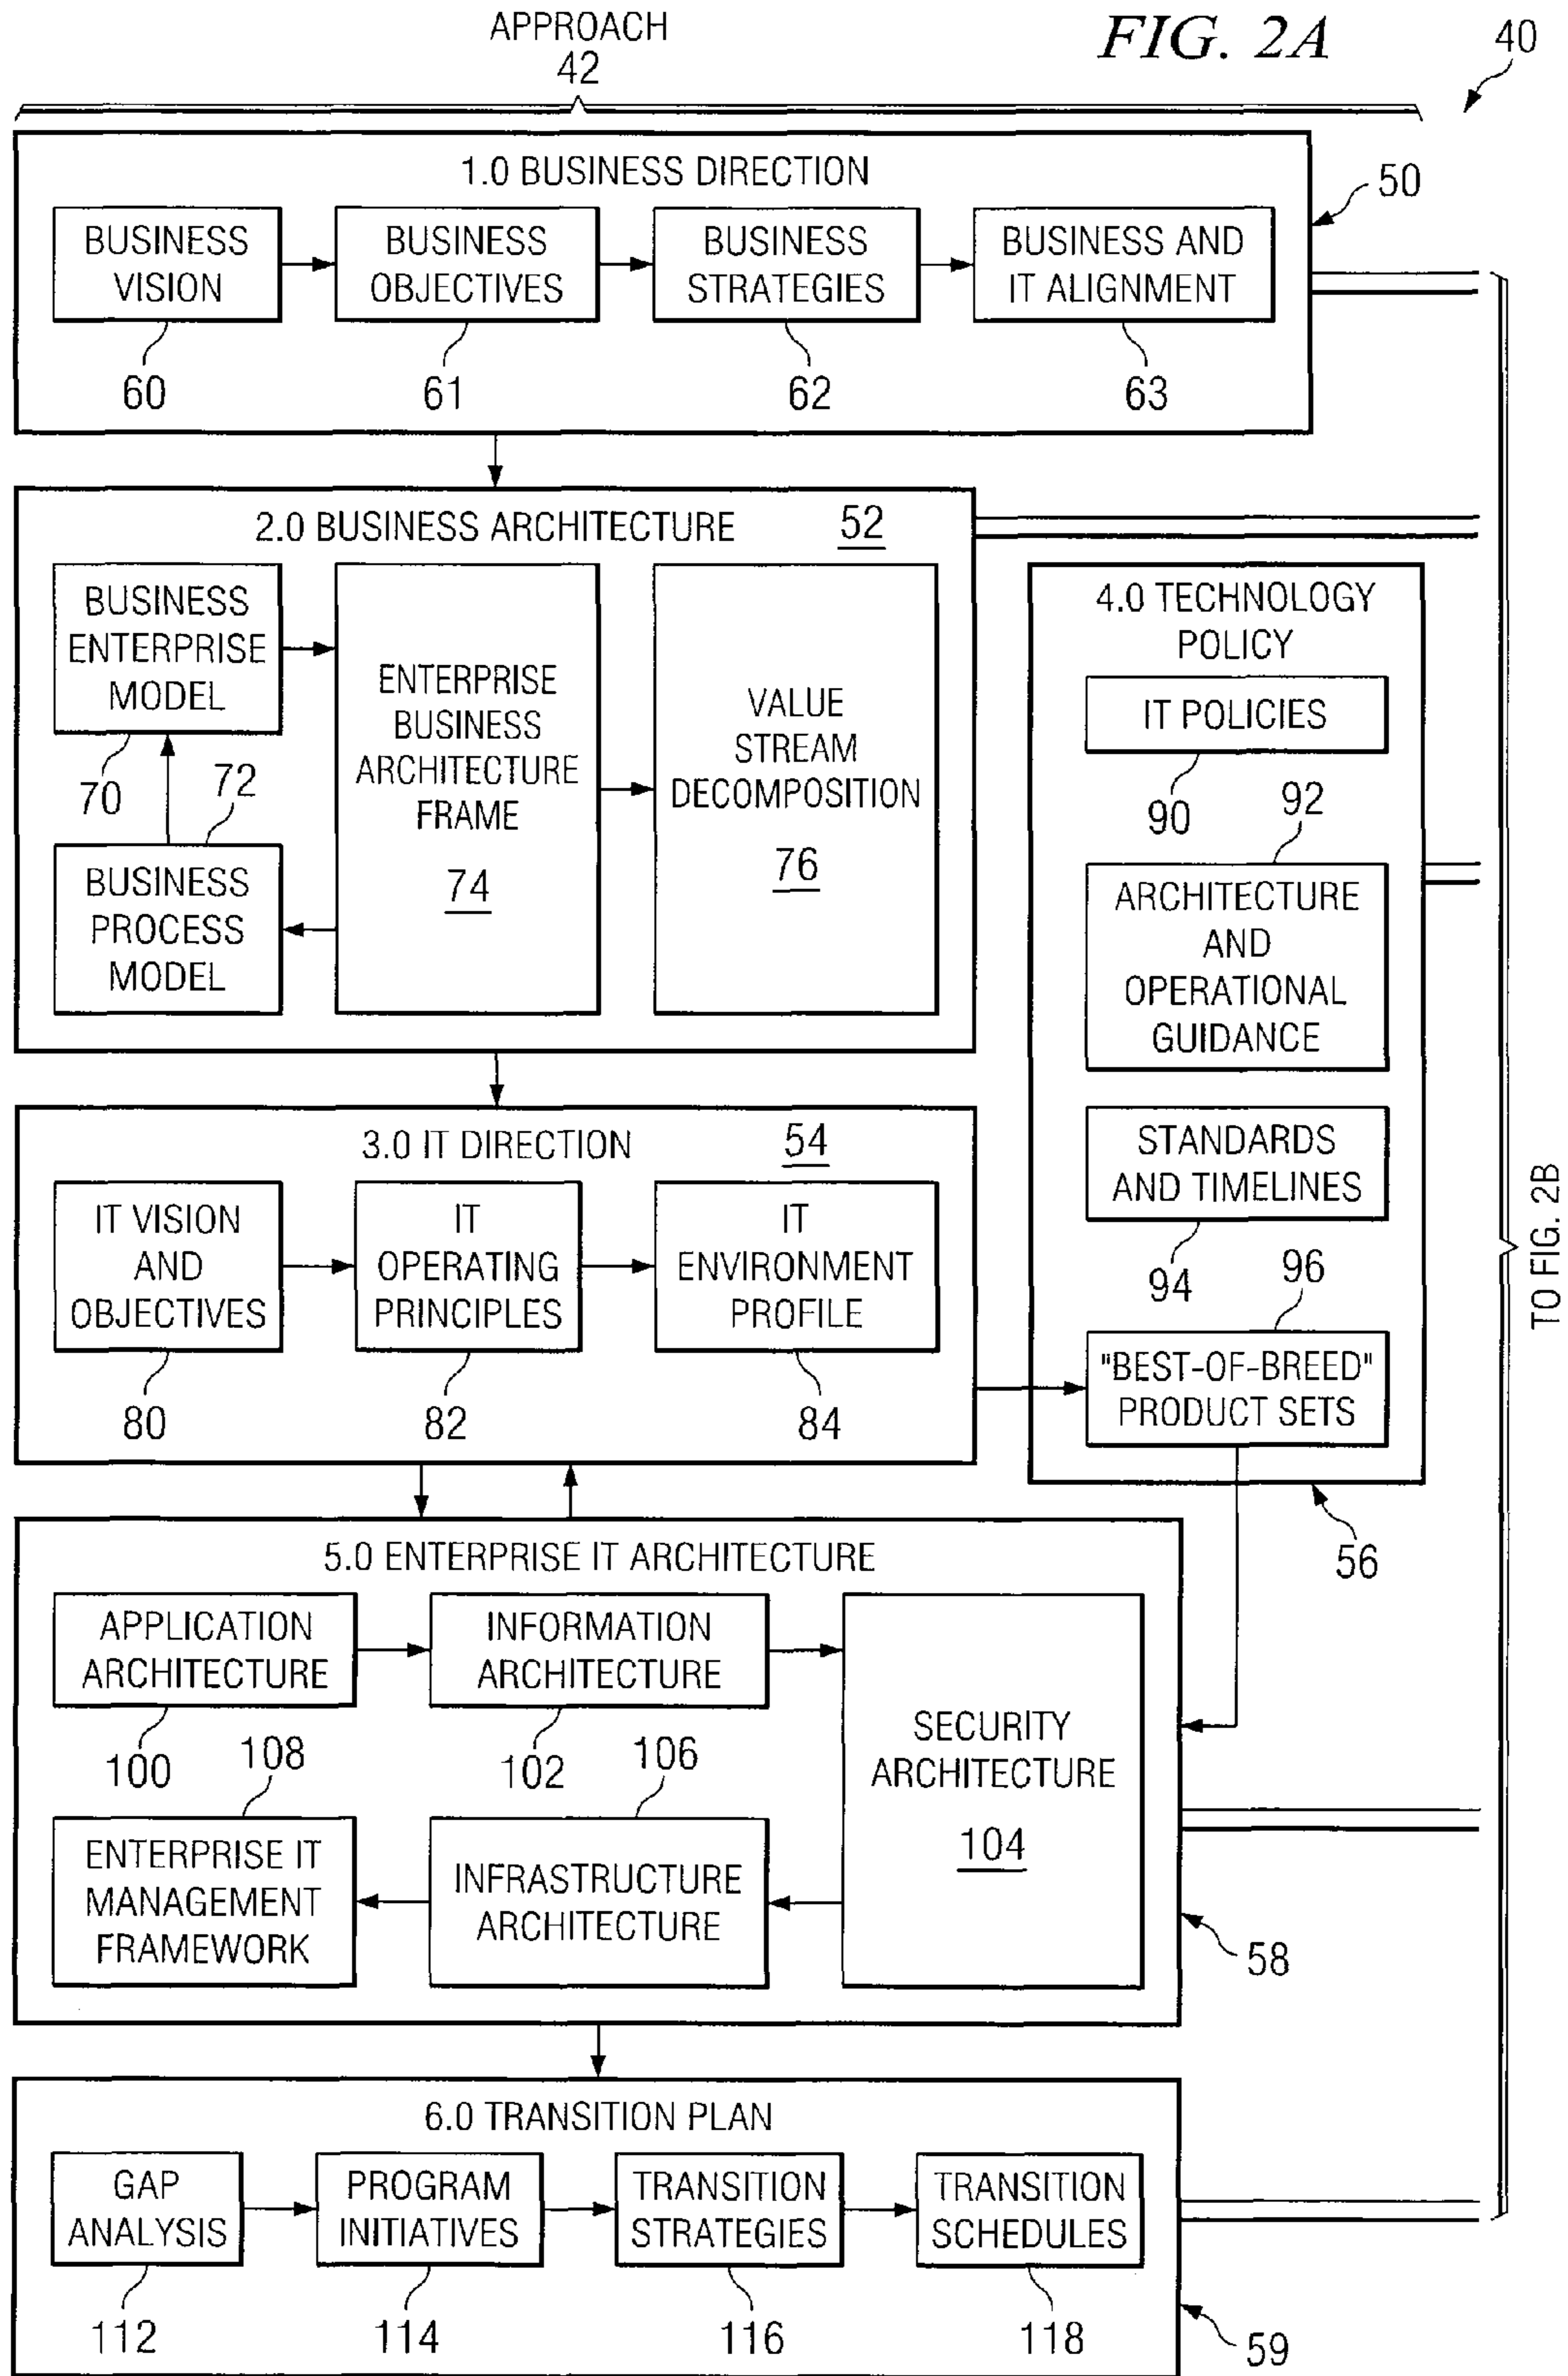 APPROACH
42
FIG. 2A
40
1.0 BUSINESS DIRECTION
50
BUSINESS
VISION
60
BUSINESS
OBJECTIVES
61
BUSINESS
STRATEGIES
62
BUSINESS AND
IT ALIGNMENT
63
2.0 BUSINESS ARCHITECTURE
52
BUSINESS
ENTERPRISE
MODEL
70
72
BUSINESS
PROCESS
MODEL
ENTERPRISE
BUSINESS
ARCHITECTURE
FRAME
74
VALUE
STREAM
DECOMPOSITION
76
3.0 IT DIRECTION
54
IT VISION
AND
OBJECTIVES
80
IT
OPERATING
PRINCIPLES
82
IT
ENVIRONMENT
PROFILE
84
4.0 TECHNOLOGY
POLICY
IT POLICIES
90
92
ARCHITECTURE
AND
OPERATIONAL
GUIDANCE
STANDARDS
AND TIMELINES
94
96
"BEST-OF-BREED"
PRODUCT SETS
56
5.0 ENTERPRISE IT ARCHITECTURE
APPLICATION
ARCHITECTURE
100
INFORMATION
ARCHITECTURE
102
SECURITY
ARCHITECTURE
104
106
INFRASTRUCTURE
ARCHITECTURE
108
ENTERPRISE IT
MANAGEMENT
FRAMEWORK
58
6.0 TRANSITION PLAN
GAP
ANALYSIS
112
PROGRAM
INITIATIVES
114
TRANSITION
STRATEGIES
116
TRANSITION
SCHEDULES
118
59
TO FIG. 2B